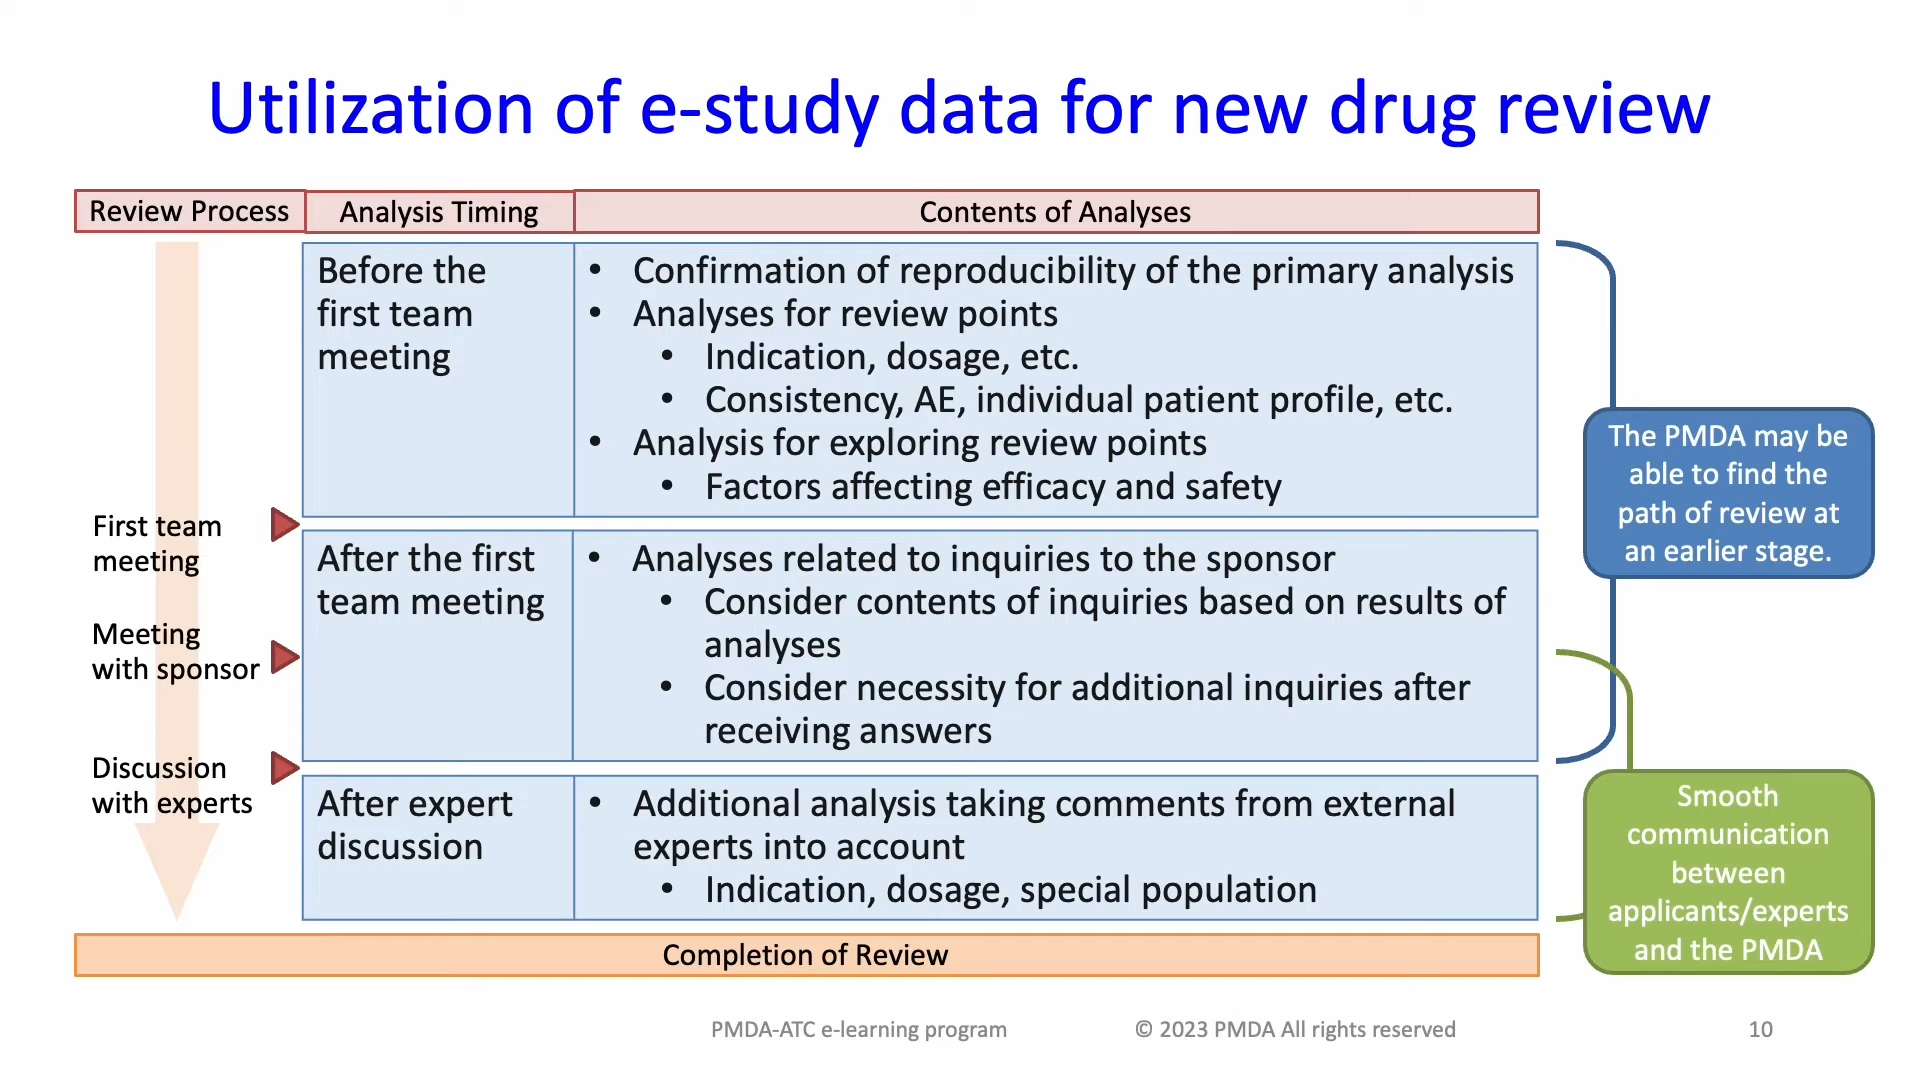 Utilization of e-study data for new drug review
Review Process
Analysis Timing
Contents of Analyses
Before the
first team
meeting
• Confirmation of reproducibility of the primary analysis
• Analyses for review points
• Indication, dosage, etc.
• Consistency, AE, individual patient profile, etc.
• Analysis for exploring review points
• Factors affecting efficacy and safety
First team
meeting
After the first
team meeting
• Analyses related to inquiries to the sponsor
• Consider contents of inquiries based on results of
analyses
• Consider necessity for additional inquiries after
receiving answers
Meeting
with sponsor
Discussion
with experts
After expert
discussion
• Additional analysis taking comments from external
experts into account
• Indication, dosage, special population
Completion of Review
The PMDA may be
able to find the
path of review at
an earlier stage.
Smooth
communication
between
applicants/experts
and the PMDA
PMDA-ATC e-learning program
© 2023 PMDA All rights reserved
10